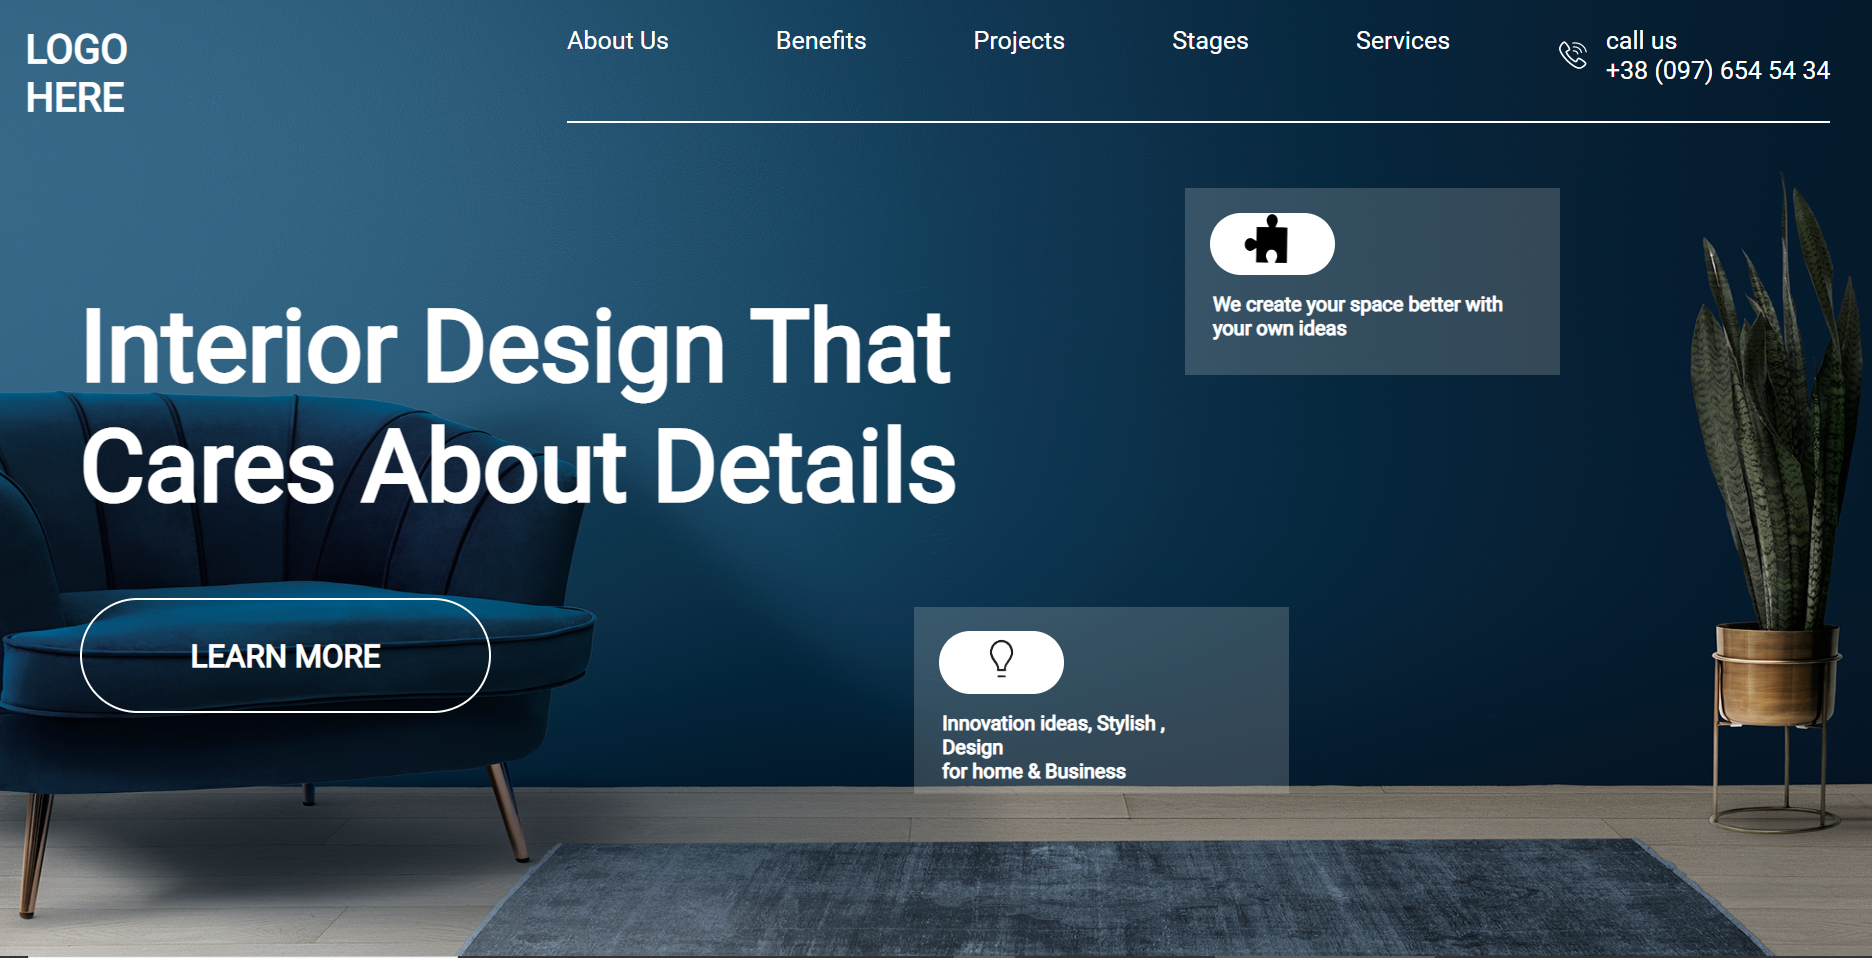 LOGO
HERE
About Us
Benefits
Projects
Stages
Services
call us
+38 (097) 654 54 34
We create your space better with
your own ideas
Interior Design That
Cares About Details
LEARN MORE
Innovation ideas, Stylish ,
Design
for home & Business